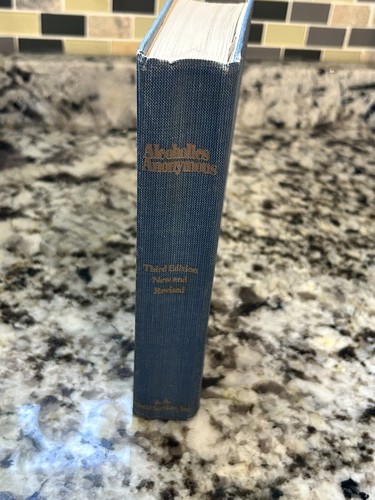 Alcoholics
Anonymous
Third Edition
New and
Revised